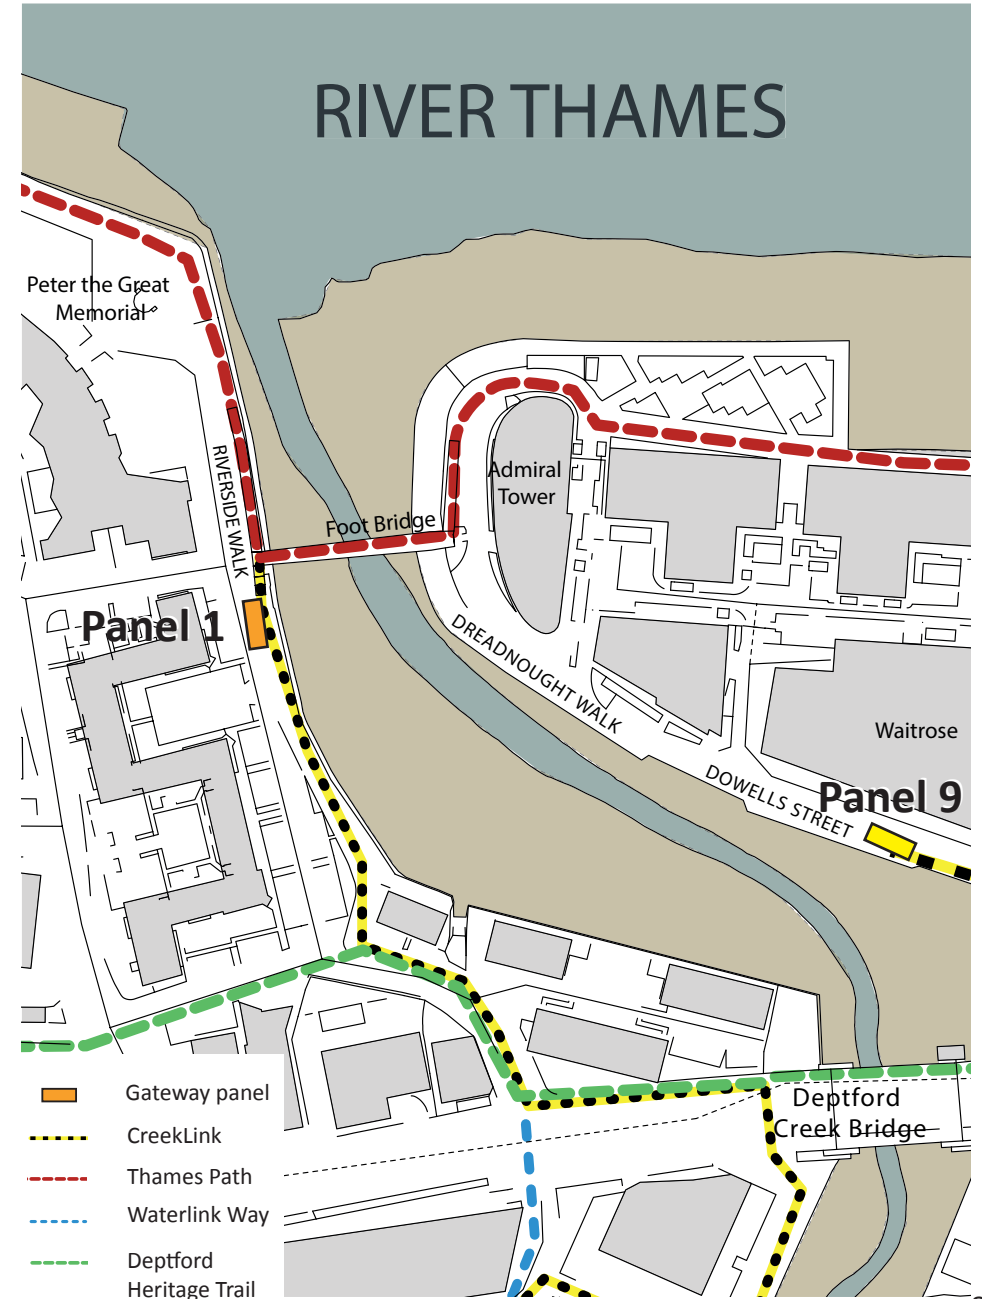 RIVER THAMES
Peter the Great
Memorial
RIVERSIDE WALK
Foot Bridge
Admiral
Tower
Panel 1
DREADNOUGHT WALK
Waitrose
DOWELLS STREET
Panel 9
Deptford
Creek Bridge
Gateway panel
CreekLink
Thames Path
Waterlink Way
Deptford
Heritage Trail